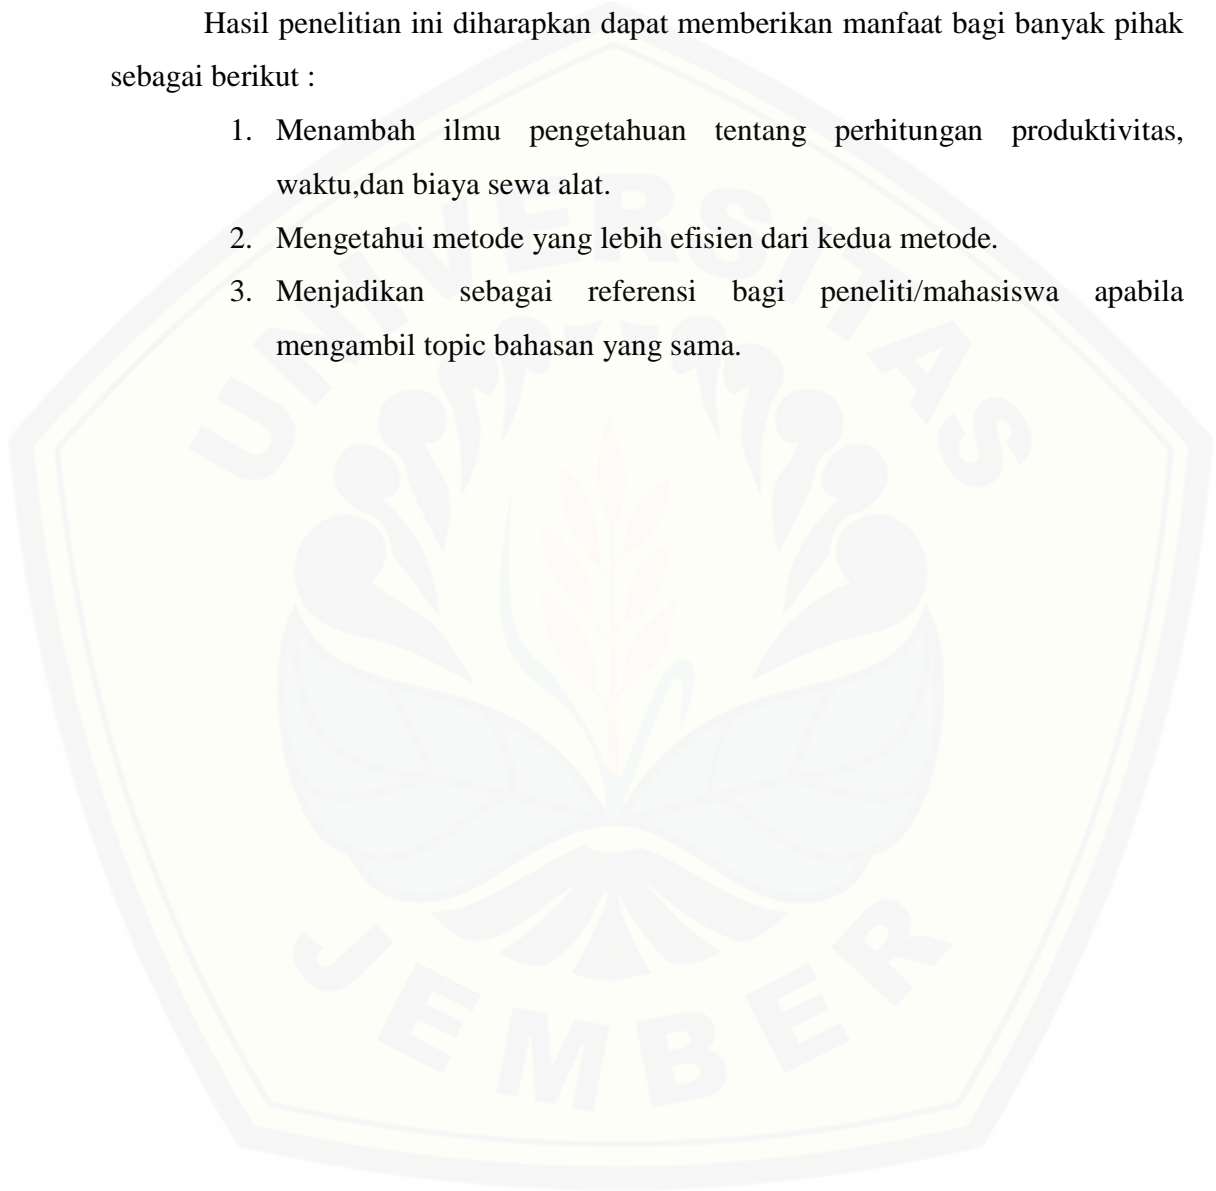 Hasil penelitian ini diharapkan dapat memberikan manfaat bagi banyak pihak
sebagai berikut :
1. Menambah ilmu pengetahuan tentang perhitungan produktivitas,
waktu,dan biaya sewa alat.
2. Mengetahui metode yang lebih efisien dari kedua metode.
3. Menjadikan sebagai referensi bagi peneliti/mahasiswa apabila
mengambil topic bahasan yang sama.
UNIVERSITAS
JEMBER